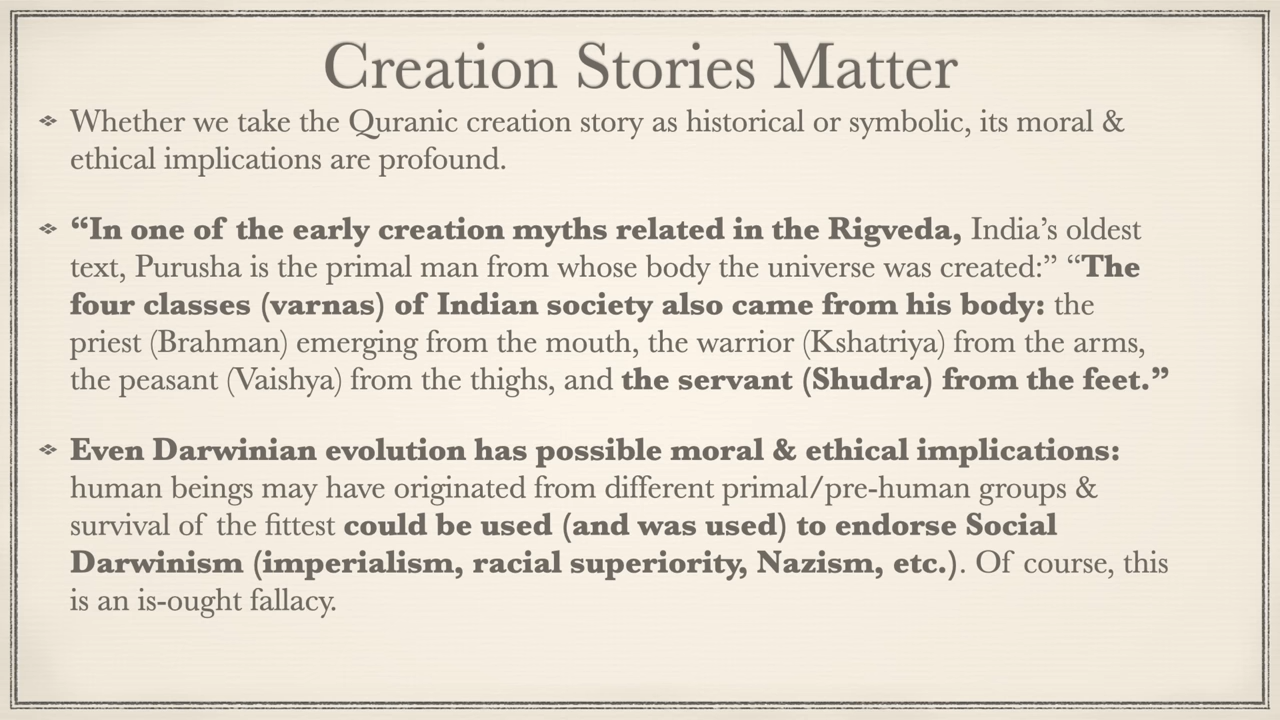 Creation Stories Matter
Whether we take the Quranic creation story as historical or symbolic, its moral &
ethical implications are profound.
“In one of the early creation myths related in the Rigveda, India’s oldest
text, Purusha is the primal man from whose body the universe was created:” “The
four classes (varnas) of Indian society also came from his body: the
priest (Brahman) emerging from the mouth, the warrior (Kshatriya) from the arms,
the peasant (Vaishya) from the thighs, and the servant (Shudra) from the feet.”
Even Darwinian evolution has possible moral & ethical implications:
human beings may have originated from different primal/pre-human groups &
survival of the fittest could be used (and was used) to endorse Social
Darwinism (imperialism, racial superiority, Nazism, etc.). Of course, this
is an is-ought fallacy.